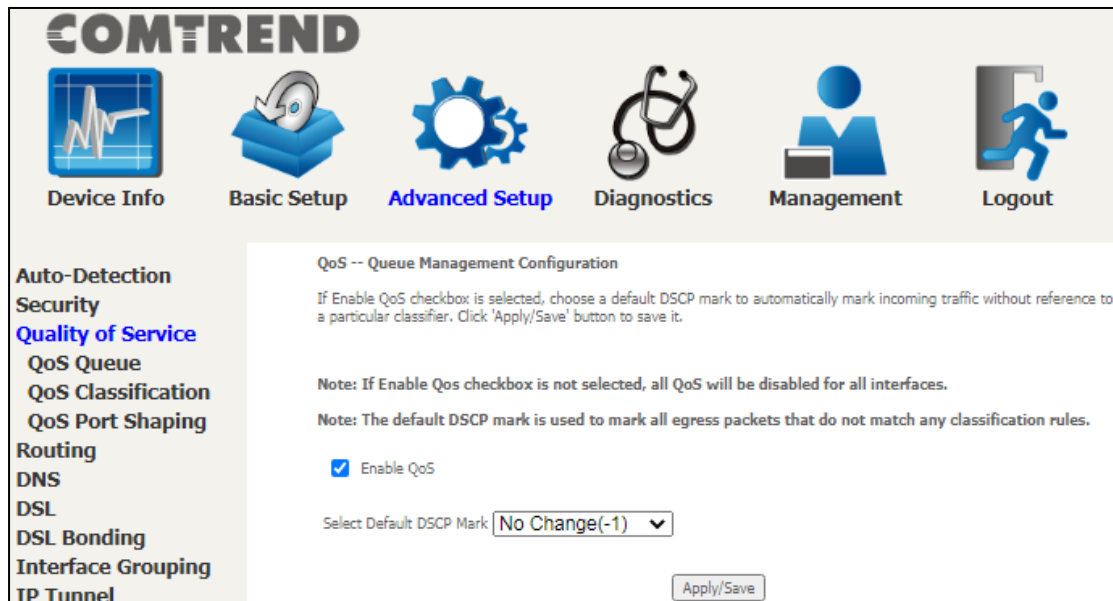 COMTREND
Device Info
Basic Setup
Advanced Setup
Diagnostics
Management
Logout
Auto-Detection
Security
Quality of Service
QoS Queue
QoS Classification
QoS Port Shaping
Routing
DNS
DSL
DSL Bonding
Interface Grouping
IP Tunnel
QoS -- Queue Management Configuration
If Enable QoS checkbox is selected, choose a default DSCP mark to automatically mark incoming traffic without reference to
a particular classifier. Click 'Apply/Save' button to save it.
Note: If Enable Qos checkbox is not selected, all QoS will be disabled for all interfaces.
Note: The default DSCP mark is used to mark all egress packets that do not match any classification rules.
Enable QoS
Select Default DSCP Mark No Change(-1)
Apply/Save